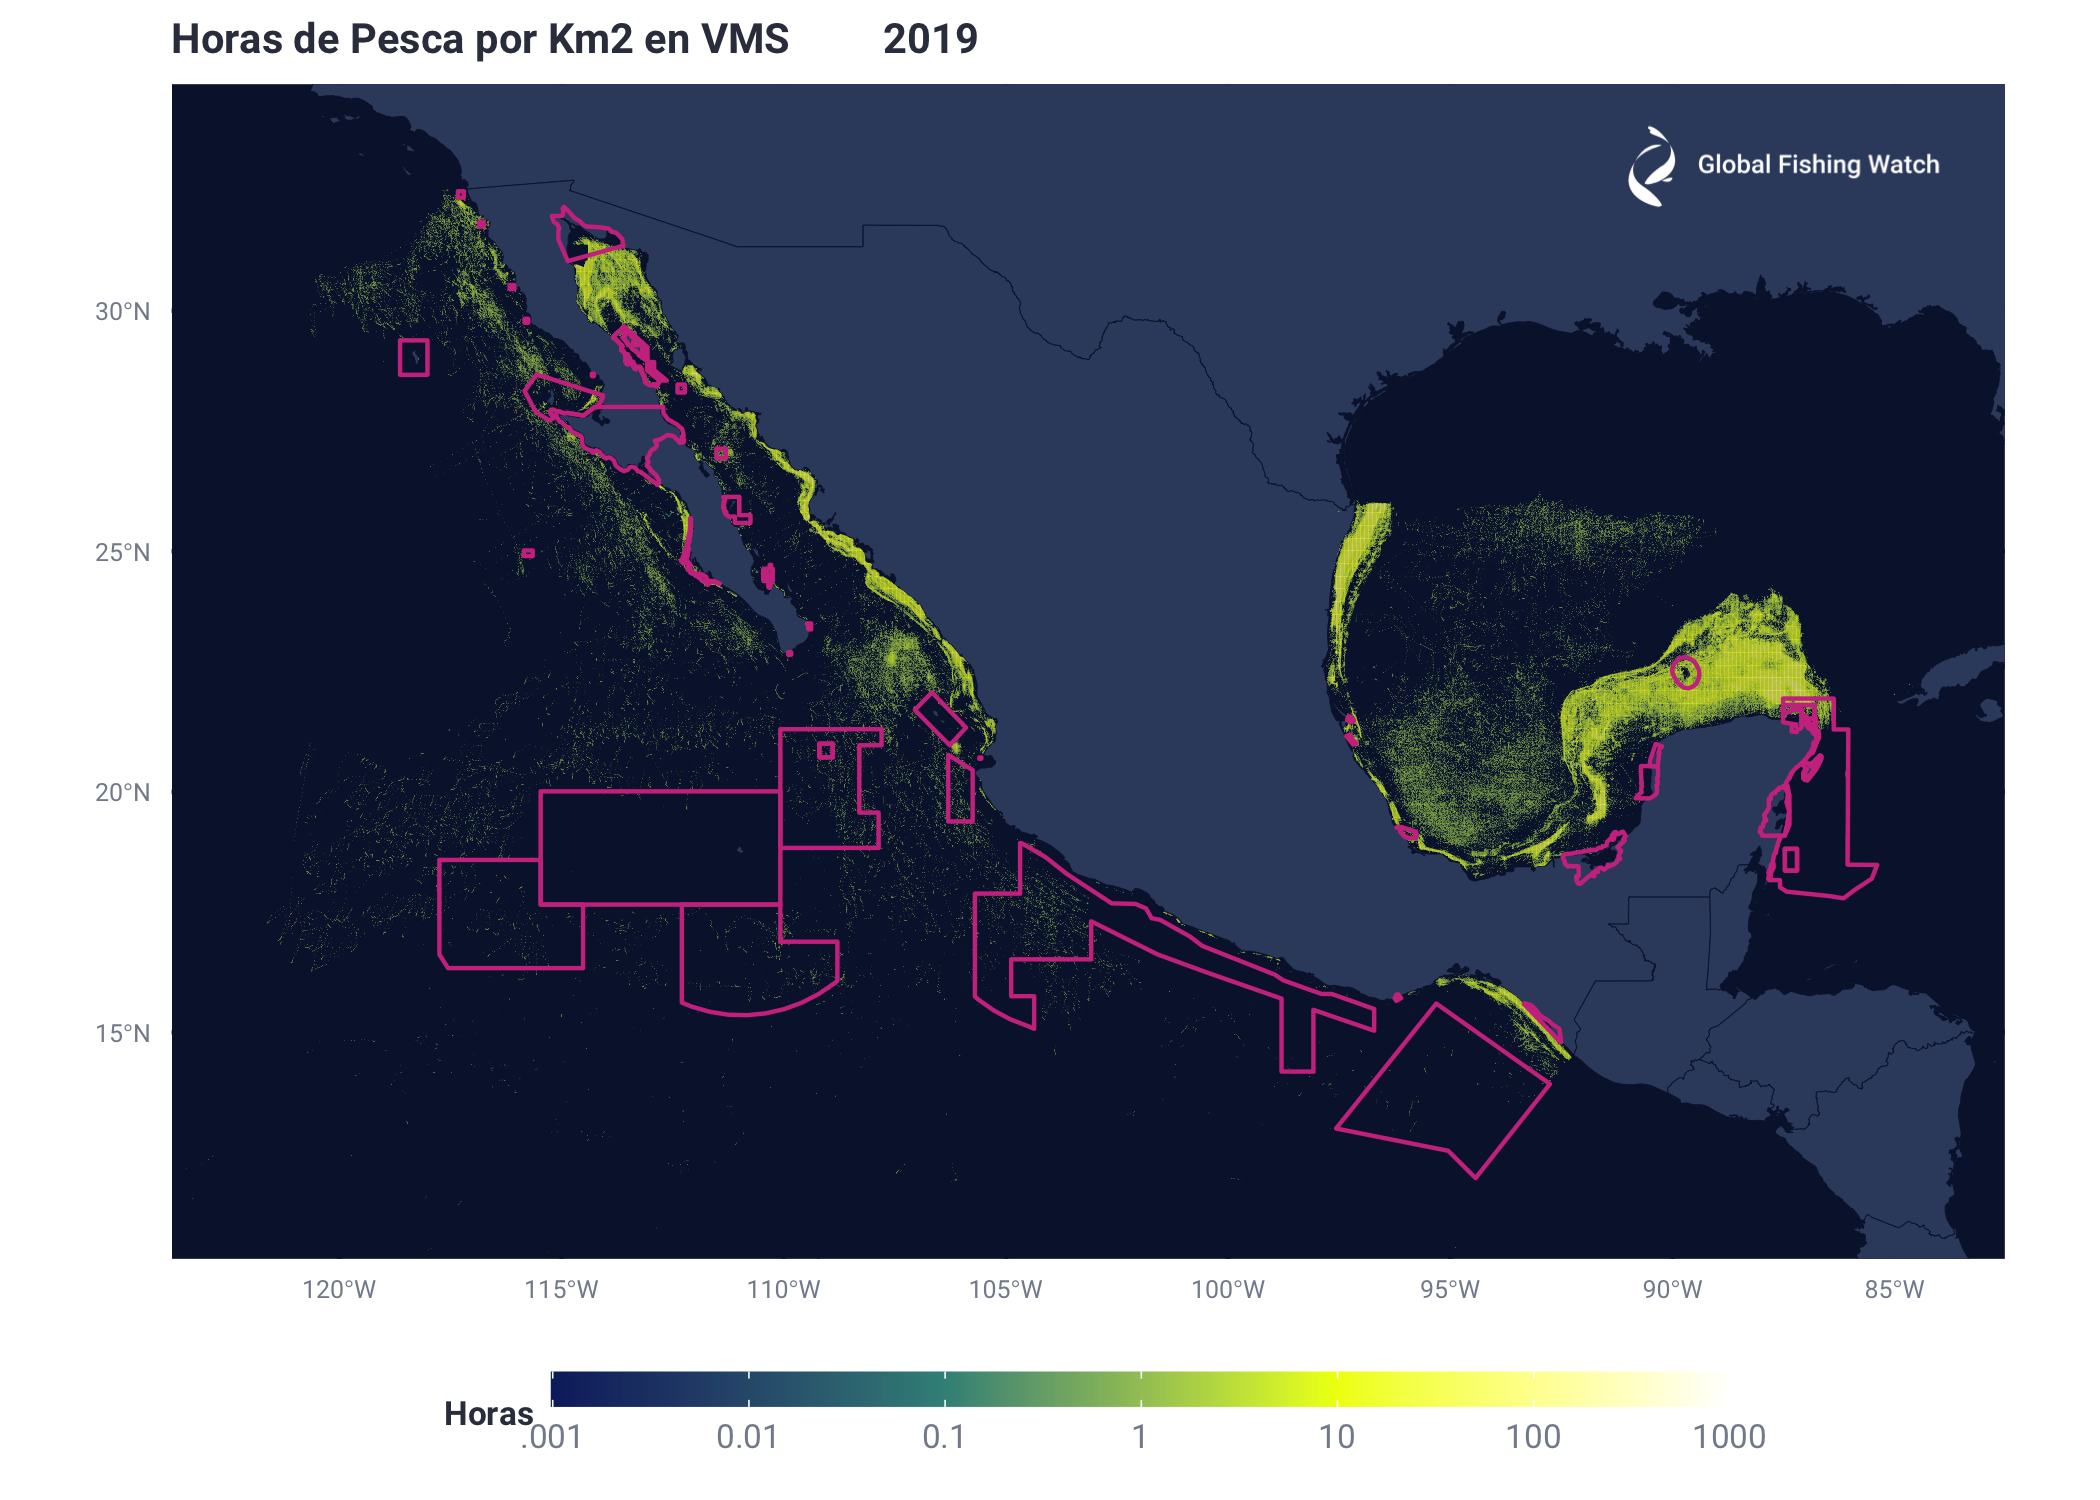 Horas de Pesca por Km2 en VMS 2019
Global Fishing Watch
30°N
25°N
20°N
15°N
120°W 115°W 110°W 105°W 100°W 95°W 90°W 85°W
Horas
.001 0.01 0.1 1 10 100 1000